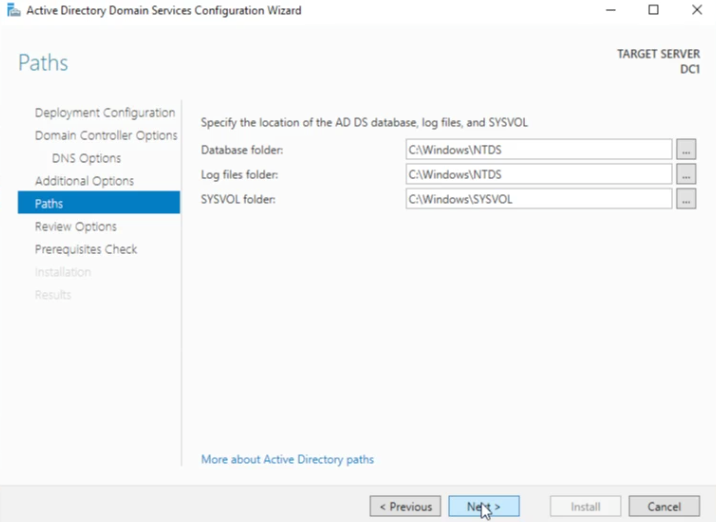 Active Directory Domain Services Configuration Wizard
Paths
TARGET SERVER
DC1
Deployment Configuration
Domain Controller Options
DNS Options
Additional Options
Paths
Review Options
Prerequisites Check
Installation
Results
Specify the location of the AD DS database, log files, and SYSVOL
Database folder: C:\Windows\NTDS ...
Log files folder: C:\Windows\NTDS ...
SYSVOL folder: C:\Windows\SYSVOL ...
More about Active Directory paths
< Previous Next > Install Cancel